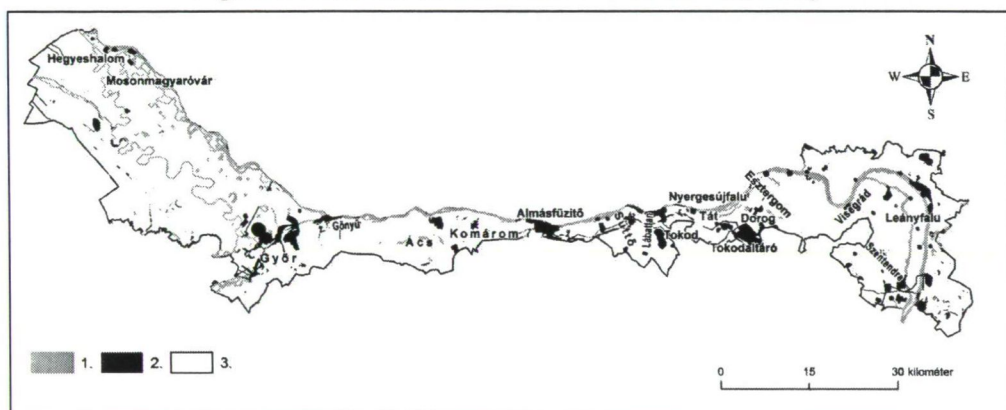 N
W E
S
Hegyeshalom
Mosonmagyaróvár
Győr
Gönyű
Ács
Komárom
Almásfüzitő
Süttő
Lábatlan
Nyergesújfalu
Tokod
Tát
Esztergom
Dorog
Tokodaltáró
Visegrád
Leányfalu
Szentendre
1. 2. 3.
0 15 30 kilométer